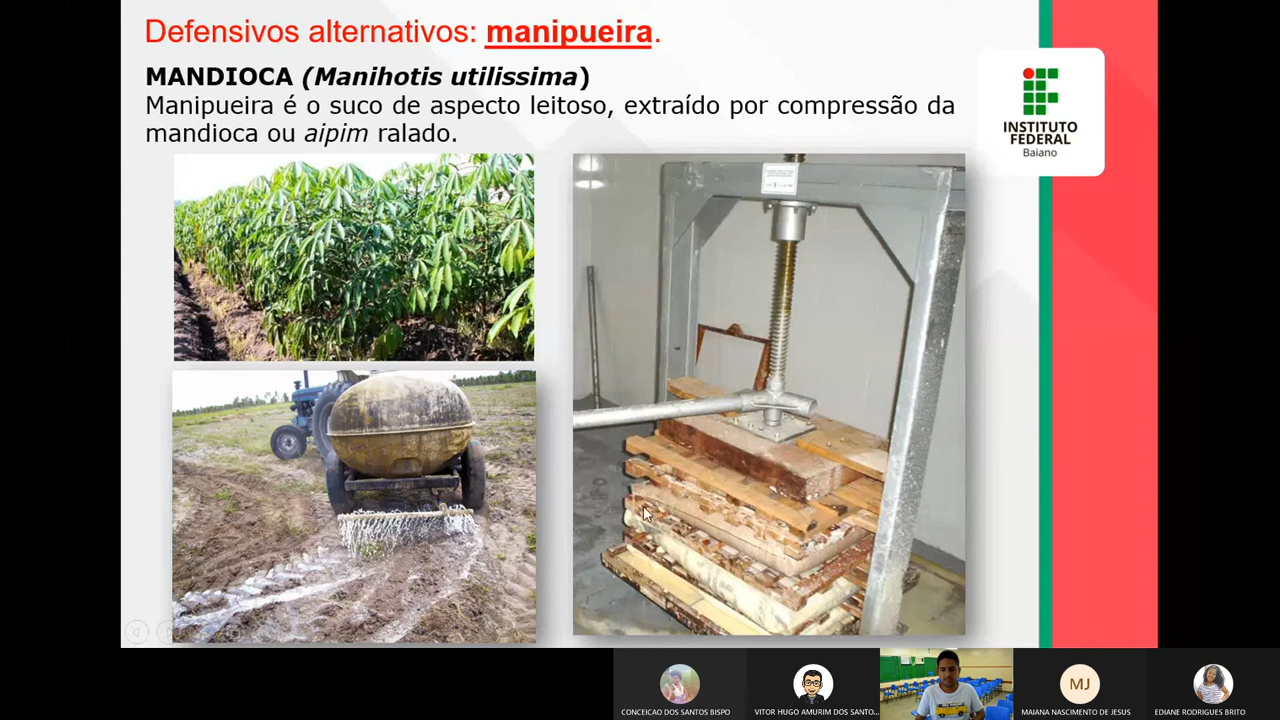 Defensivos alternativos: manipueira.
MANDIOCA (Manihotis utilissima)
Manipueira é o suco de aspecto leitoso, extraído por compressão da
mandioca ou aipim ralado.
INSTITUTO
FEDERAL
Baiano
CONCEICAO DOS SANTOS BISPO
VITOR HUGO AMURIM DOS SANTO...
MJ
MAIANA NASCIMENTO DE JESUS
EDIANE RODRIGUES BRITO